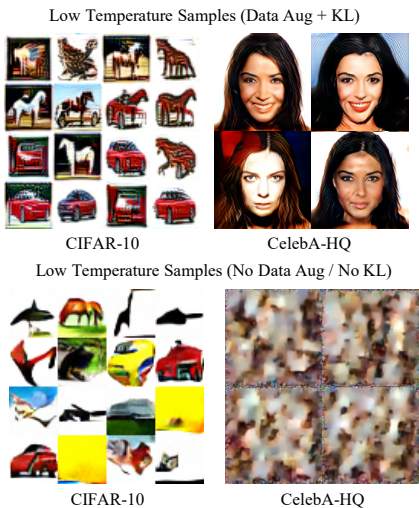 Low Temperature Samples (Data Aug + KL)
CIFAR-10 CelebA-HQ
Low Temperature Samples (No Data Aug / No KL)
CIFAR-10 CelebA-HQ